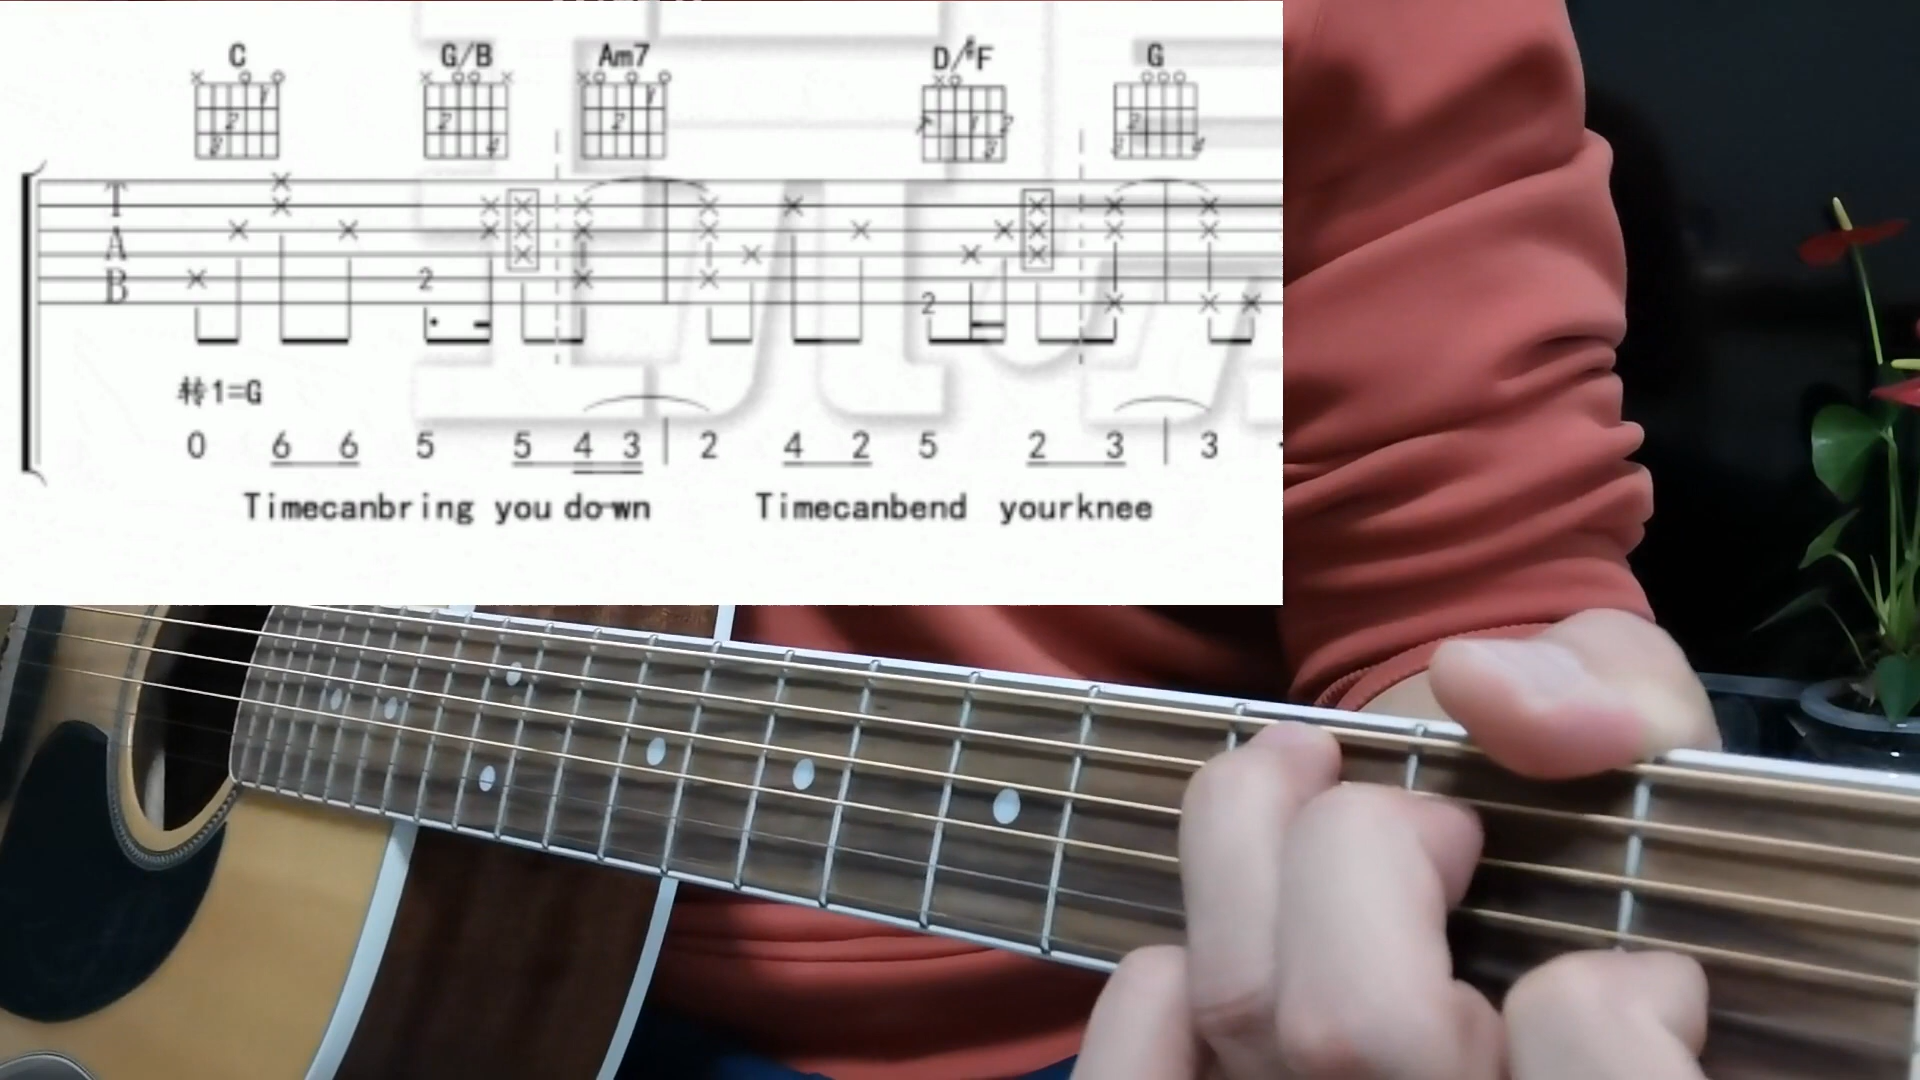 C G/B Am7 D/#F G
T
A
B
2 2
转1=G
0 6 6 5 5 4 3 2 4 2 5 2 3 3
Timecanbring you down Timecanbend yourknee